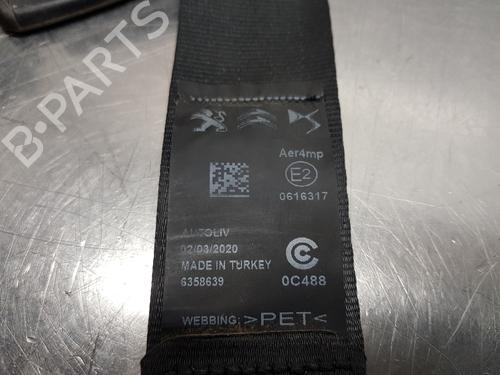 Aer4mp
E2
0616317
AUTOLIV
02/03/2020
MADE IN TURKEY
6358639
0C488
WEBBING: >PET<
B-PARTS